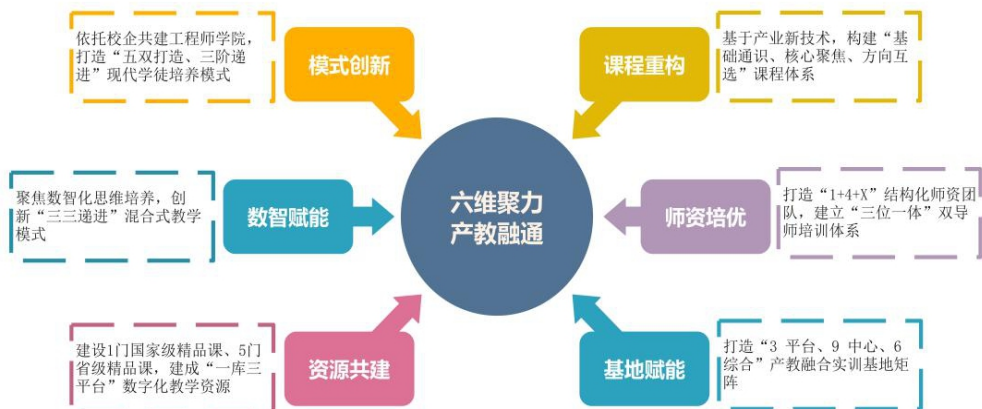 依托校企共建工程师学院，
打造“五双打造、三阶递
进”现代学徒培养模式
模式创新
课程重构
基于产业新技术，构建“基
础通识、核心聚焦、方向互
选”课程体系
聚焦数智化思维培养，创
新“三三递进”混合式教学
模式
数智赋能
六维聚力
产教融通
师资培优
打造“1+4+X”结构化师资团
队，建立“三位一体”双导
师培训体系
建设1门国家级精品课、5门
省级精品课，建成“一库三
平台”数字化教学资源
资源共建
基地赋能
打造“3 平台、9 中心、6
综合”产教融合实训基地矩
阵